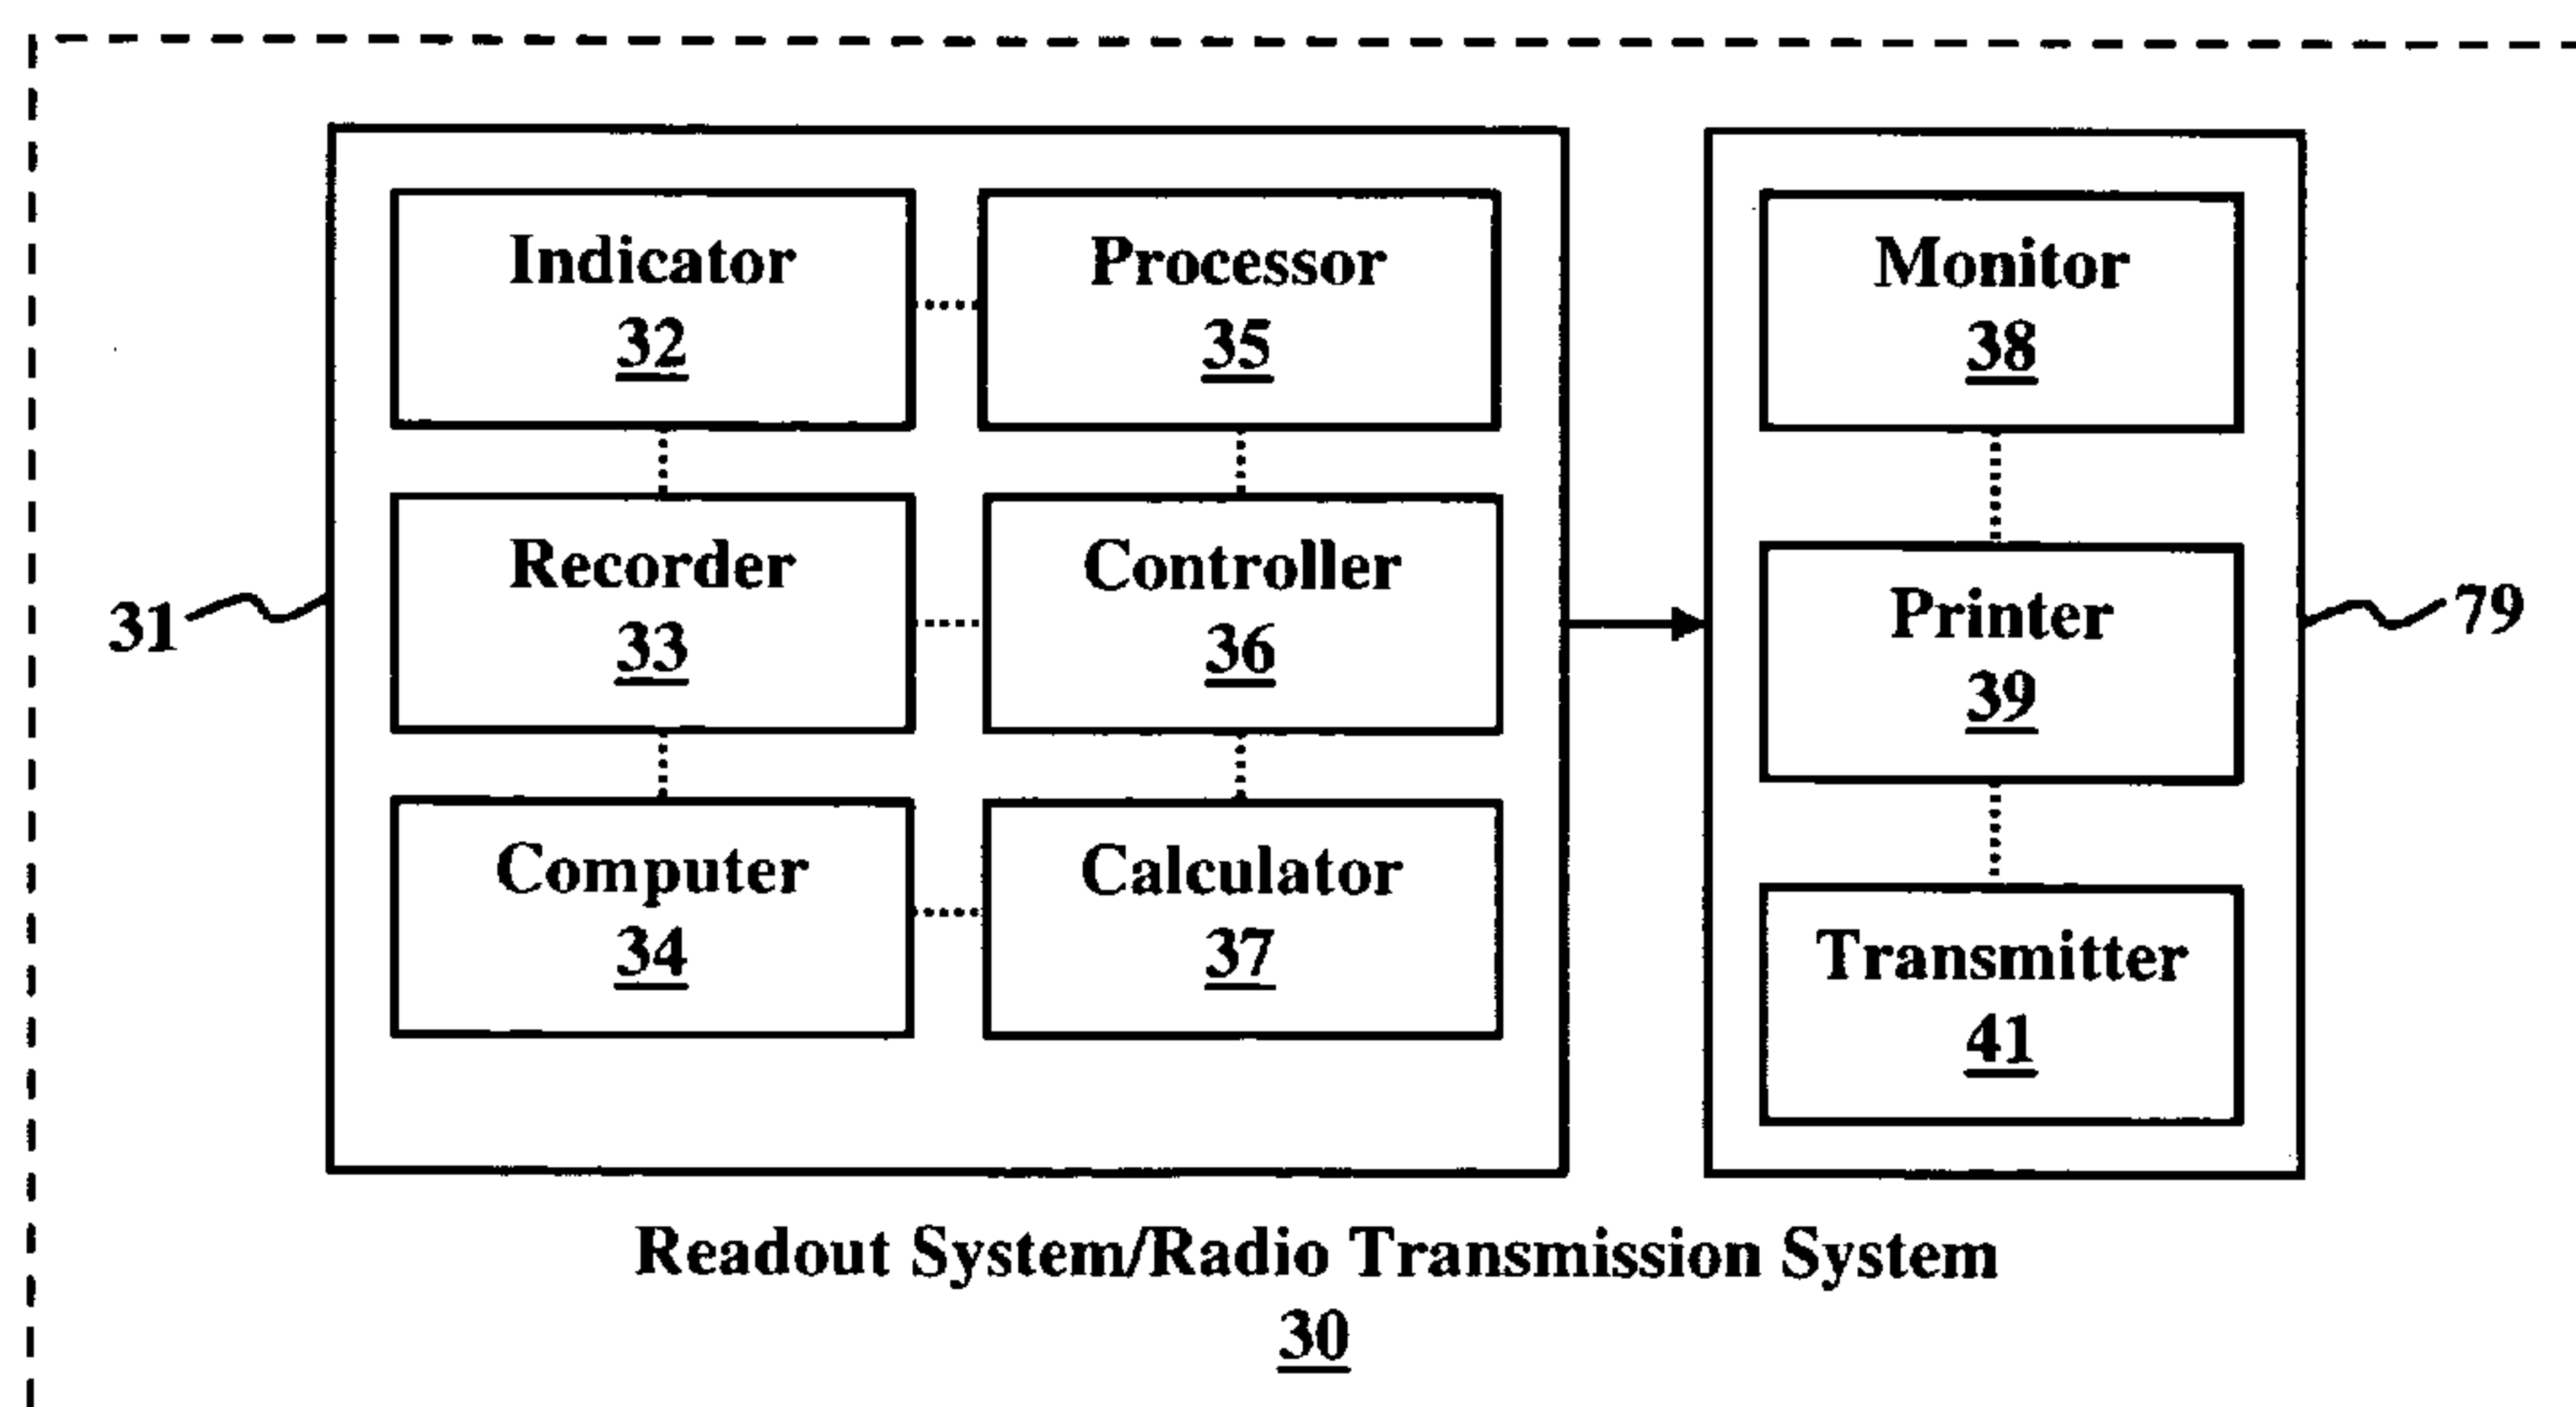 Indicator
32
Processor
35
Monitor
38
Recorder
33
Controller
36
Printer
39
31
79
Computer
34
Calculator
37
Transmitter
41
Readout System/Radio Transmission System
30